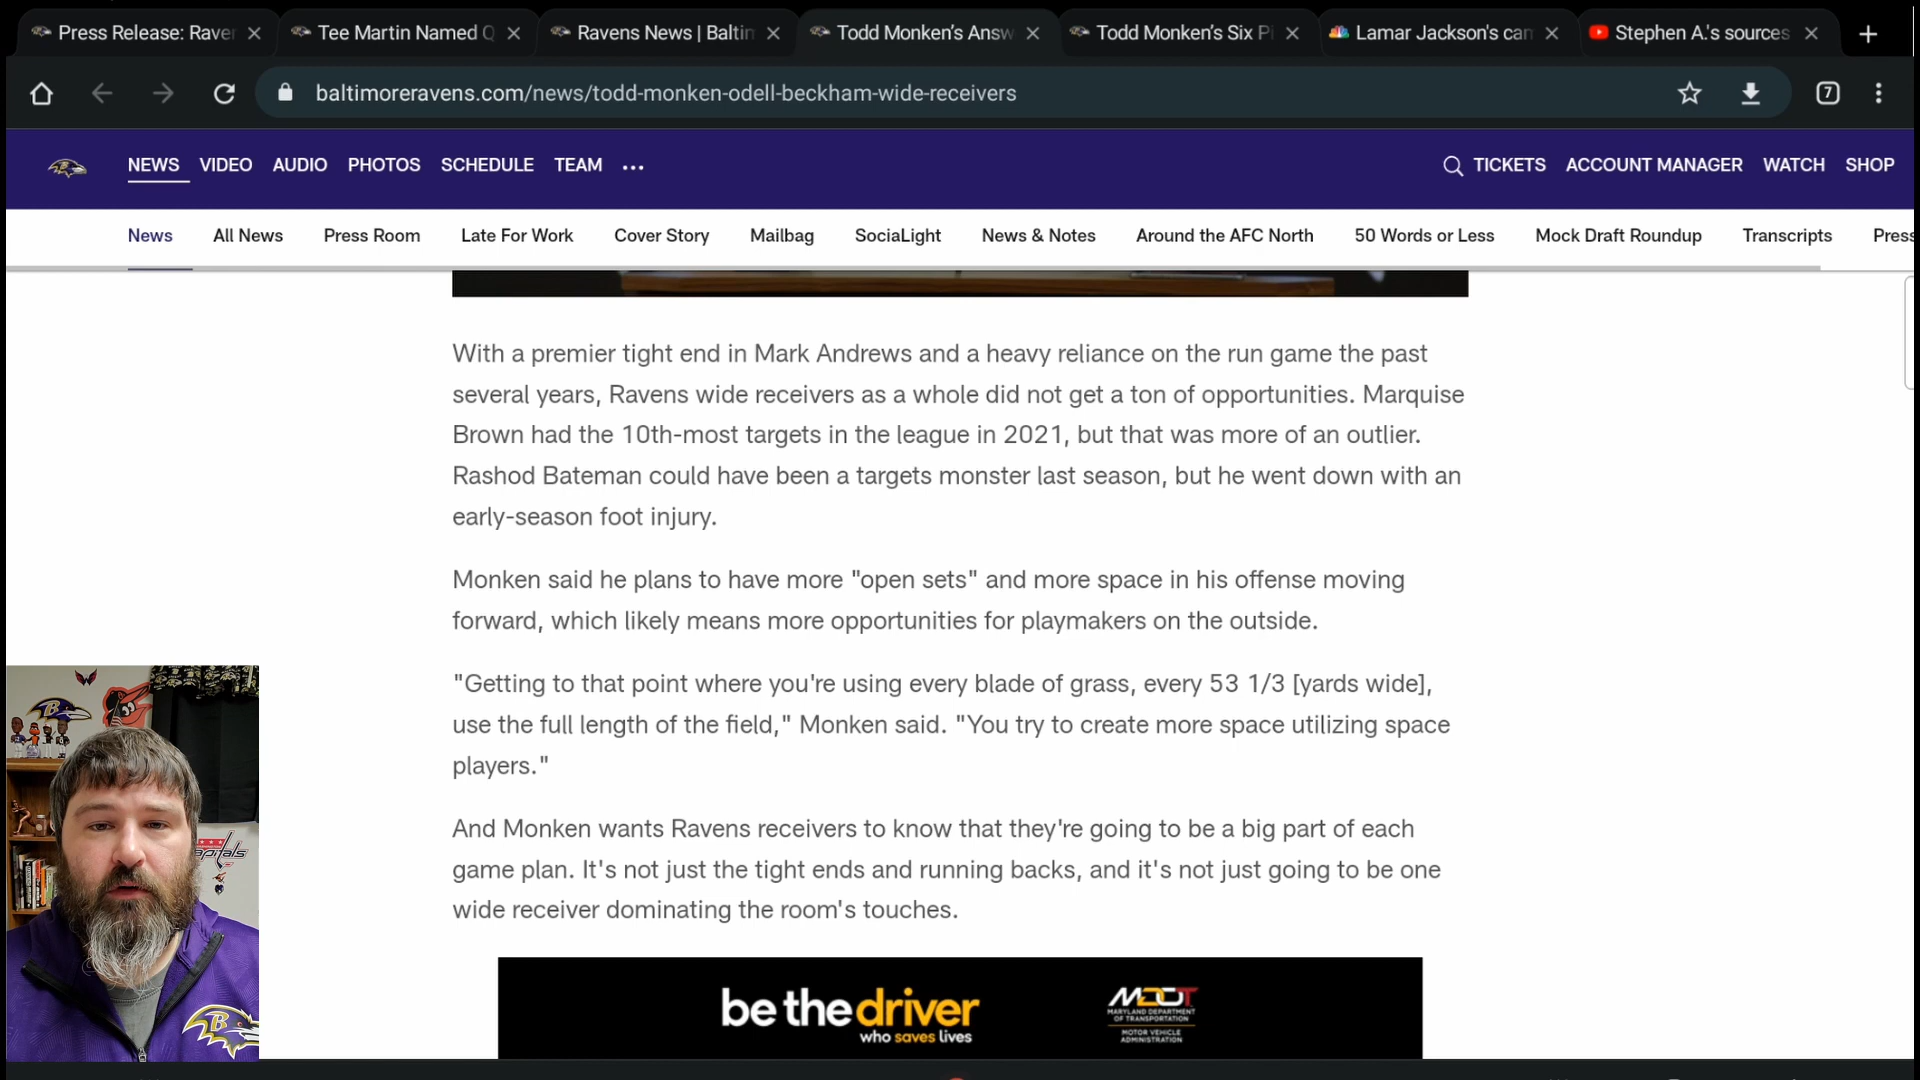 Press Release: Raver
Tee Martin Named Q
Ravens News | Baltim
Todd Monken's Answ
Todd Monken's Six Pi
Lamar Jackson's cam
Stephen A.'s sources
baltimoreravens.com/news/todd-monken-odell-beckham-wide-receivers
7
NEWS VIDEO AUDIO PHOTOS SCHEDULE TEAM ...
TICKETS ACCOUNT MANAGER WATCH SHOP
News All News Press Room Late For Work Cover Story Mailbag SociaLight News & Notes Around the AFC North 50 Words or Less Mock Draft Roundup Transcripts Press
With a premier tight end in Mark Andrews and a heavy reliance on the run game the past
several years, Ravens wide receivers as a whole did not get a ton of opportunities. Marquise
Brown had the 10th-most targets in the league in 2021, but that was more of an outlier.
Rashod Bateman could have been a targets monster last season, but he went down with an
early-season foot injury.
Monken said he plans to have more "open sets" and more space in his offense moving
forward, which likely means more opportunities for playmakers on the outside.
"Getting to that point where you're using every blade of grass, every 53 1/3 [yards wide],
use the full length of the field," Monken said. "You try to create more space utilizing space
players."
And Monken wants Ravens receivers to know that they're going to be a big part of each
game plan. It's not just the tight ends and running backs, and it's not just going to be one
wide receiver dominating the room's touches.
be the driver
who saves lives
MDOT
MARYLAND DEPARTMENT
OF TRANSPORTATION
MOTOR VEHICLE
ADMINISTRATION
apitals
B